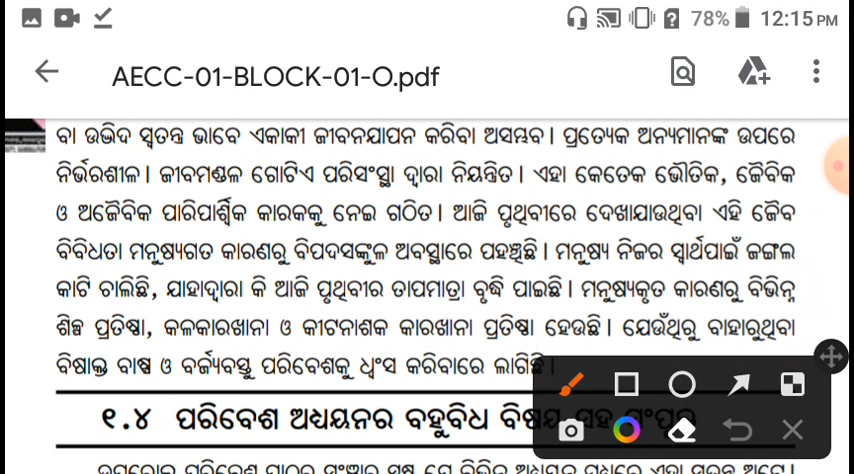 78% 12:15 PM
AECC-01-BLOCK-01-O.pdf
ବା ଉଦ୍ଭିଦ ସ୍ୱତନ୍ତ୍ର ଭାବେ ଏକାକୀ ଜୀବନଯାପନ କରିବା ଅସମ୍ଭବ। ପ୍ରତ୍ୟେକ ଅନ୍ୟମାନଙ୍କ ଉପରେ
ନିର୍ଭରଶୀଳ। ଜୀବମଣ୍ଡଳ ଗୋଟିଏ ପରିସଂସ୍ଥା ଦ୍ୱାରା ନିୟନ୍ତ୍ରିତ। ଏହା କେତେକ ଭୌତିକ, ଜୈବିକ
ଓ ଅଜୈବିକ ପାରିପାର୍ଶ୍ୱିକ କାରକକୁ ନେଇ ଗଠିତ। ଆଜି ପୃଥିବୀରେ ଦେଖାଯାଉଥିବା ଏହି ଜୈବ
ବିବିଧତା ମନୁଷ୍ୟଗତ କାରଣରୁ ବିପଦସଙ୍କୁଳ ଅବସ୍ଥାରେ ପହଞ୍ଚିଛି। ମନୁଷ୍ୟ ନିଜର ସ୍ୱାର୍ଥପାଇଁ ଜଙ୍ଗଲ
କାଟି ଚାଲିଛି, ଯାହାଦ୍ୱାରା କି ଆଜି ପୃଥିବୀର ତାପମାତ୍ରା ବୃଦ୍ଧି ପାଇଛି। ମନୁଷ୍ୟକୃତ କାରଣରୁ ବିଭିନ୍ନ
ଶିଳ୍ପ ପ୍ରତିଷ୍ଠା, କଳକାରଖାନା ଓ କୀଟନାଶକ କାରଖାନା ପ୍ରତିଷ୍ଠା ହେଉଛି। ଯେଉଁଥିରୁ ବାହାରୁଥିବା
ବିଷାକ୍ତ ବାଷ୍ପ ଓ ବର୍ଜ୍ୟବସ୍ତୁ ପରିବେଶକୁ ଧ୍ୱଂସ କରିବାରେ ଲାଗିଛି।
୧.୪ ପରିବେଶ ଅଧ୍ୟୟନର ବହୁବିଧ ବିଷୟ ସହ